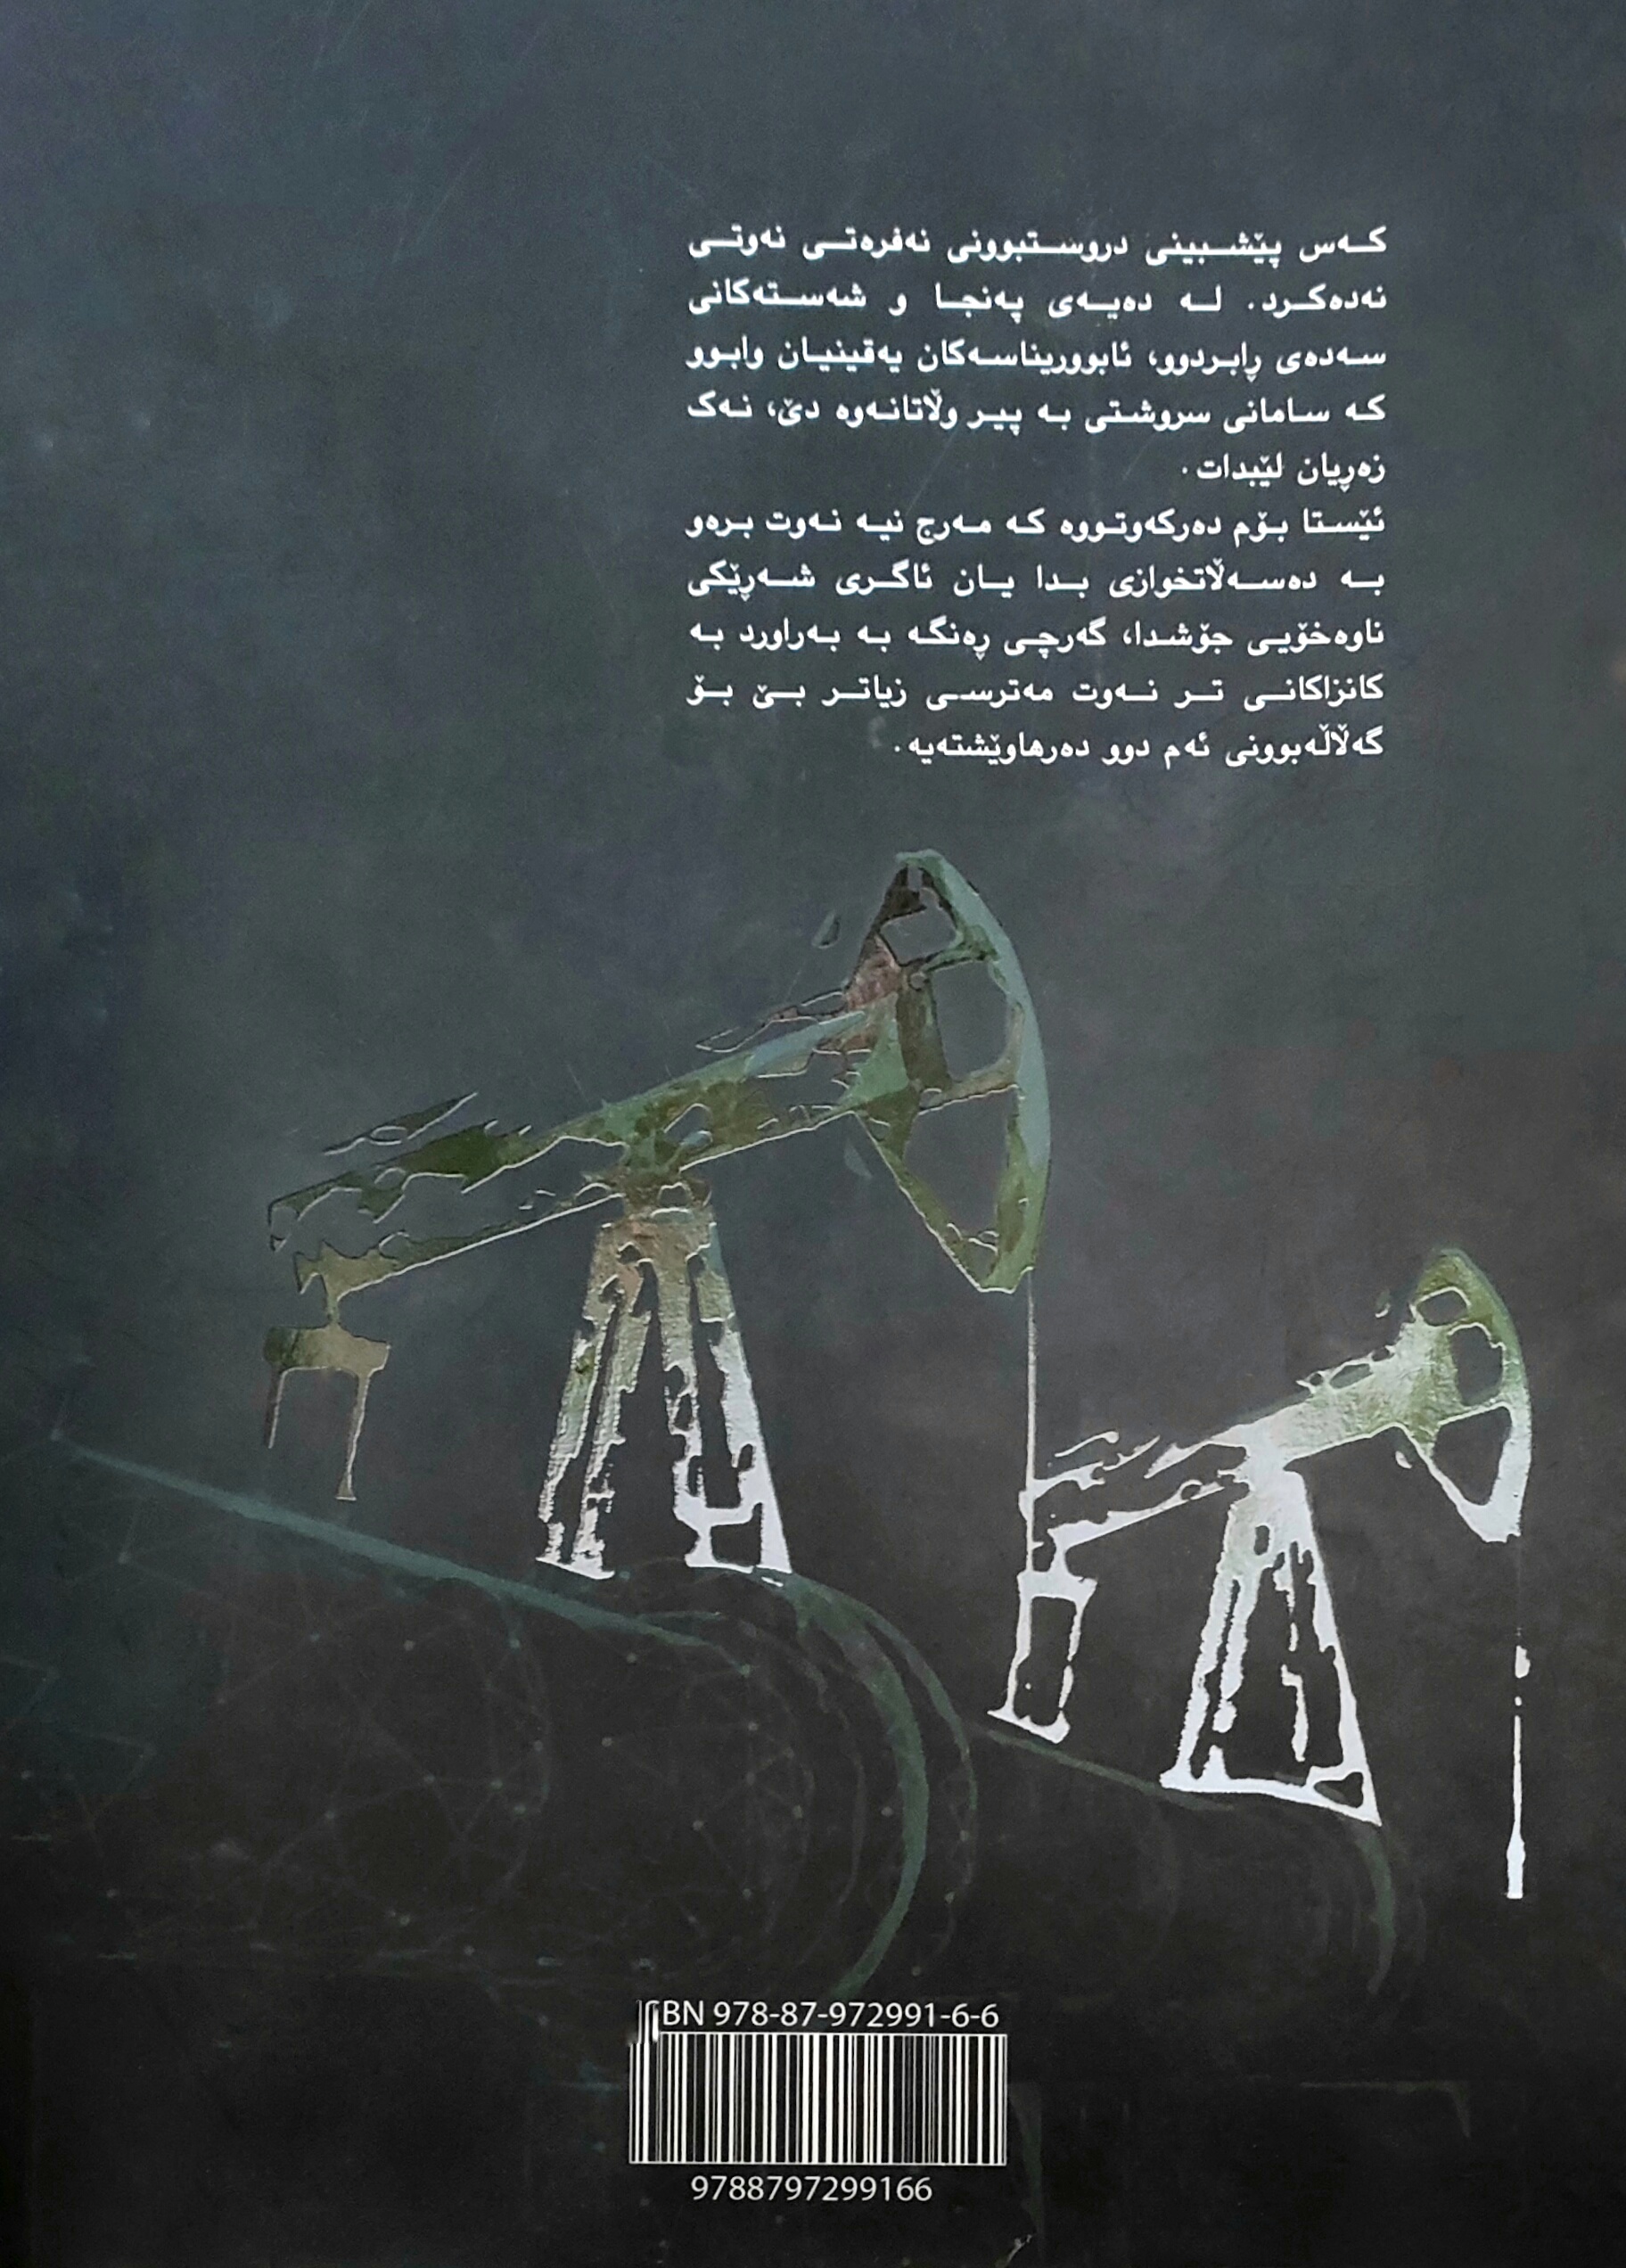 کەس پێشبینی دروستبوونی نەفرەتی نەوتی
نەدەکرد. لە دەیەی پەنجا و شەستەکانی
سەدەی ڕابردوو، ئابووریناسەکان یەقینیان وابوو
کە سامانی سروشتی بە پیر وڵاتانەوە دێ، نەک
زەڕیان لێبدات.
ئێستا بۆم دەرکەوتووە کە مەرج نیە نەوت برەو
بە دەسەڵاتخوازی بدا یان ئاگری شەڕێکی
ناوەخۆیی جۆشدا، گەرچی ڕەنگە بە بەراورد بە
کانزاکانی تر نەوت مەترسی زیاتر بێ بۆ
گەڵاڵەبوونی ئەم دوو دەرهاوێشتەیە.
ISBN 978-87-972991-6-6
9788797299166